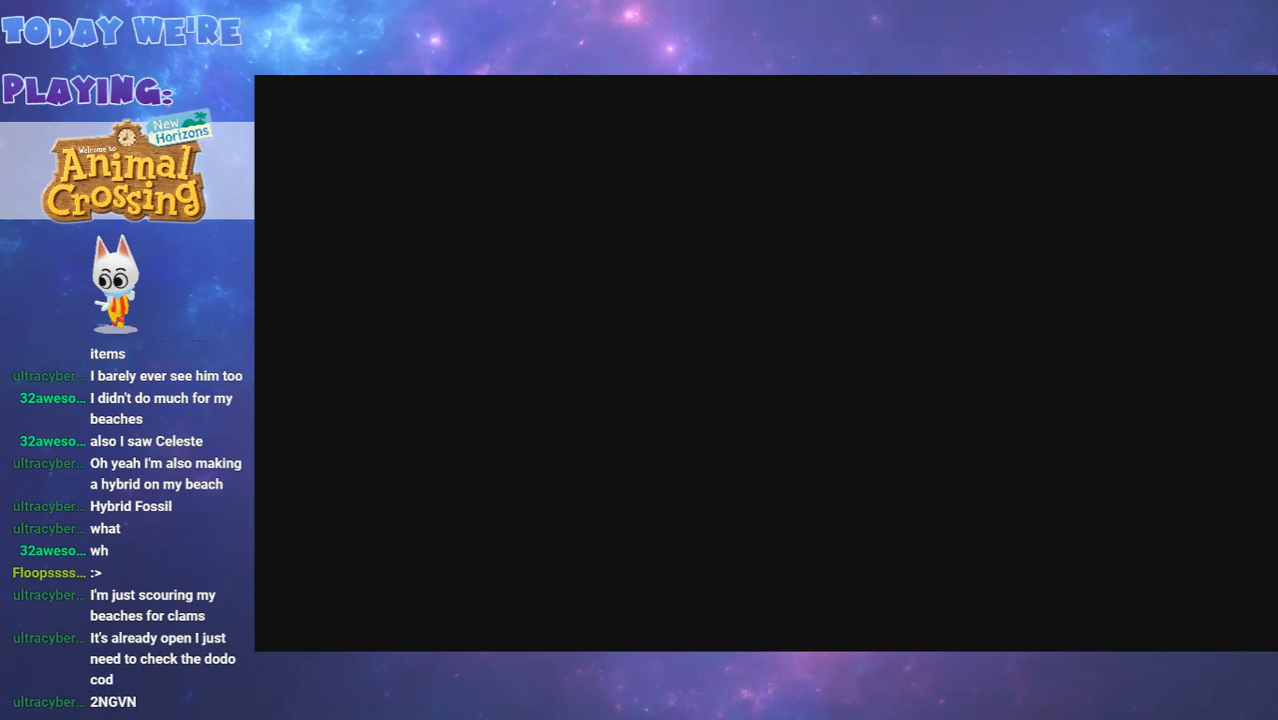 TODAY WE'RE
PLAYING:
New
Horizons
Welcome to
Animal
Crossing
items
ultracyber... I barely ever see him too
32aweso... I didn't do much for my
beaches
32aweso... also I saw Celeste
ultracyber... Oh yeah I'm also making
a hybrid on my beach
ultracyber... Hybrid Fossil
ultracyber... what
32aweso... wh
Floopssss... :>
ultracyber... I'm just scouring my
beaches for clams
ultracyber... It's already open I just
need to check the dodo
cod
ultracyber... 2NGVN